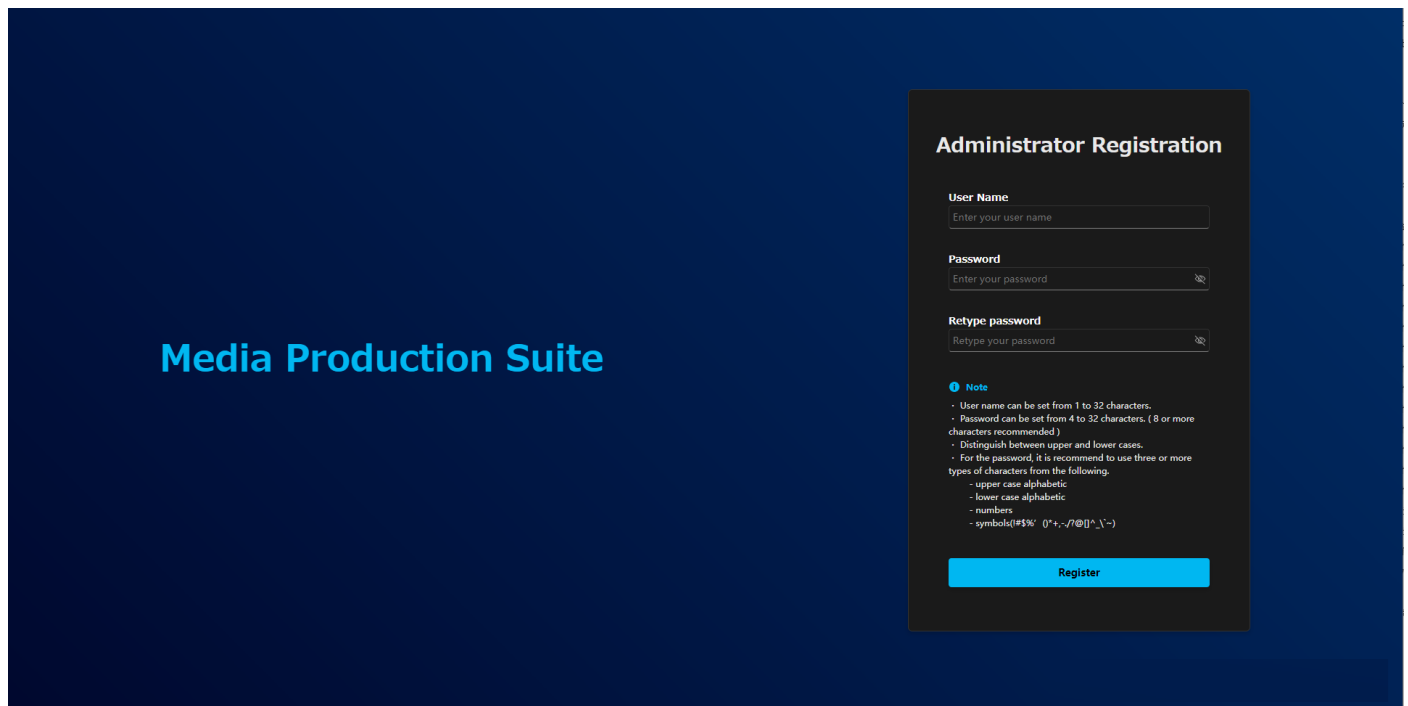 Administrator Registration
User Name
Enter your user name
Password
Enter your password
Retype password
Retype your password
Media Production Suite
Note
・ User name can be set from 1 to 32 characters.
・ Password can be set from 4 to 32 characters. ( 8 or more
characters recommended )
・ Distinguish between upper and lower cases.
・ For the password, it is recommend to use three or more
types of characters from the following.
- upper case alphabetic
- lower case alphabetic
- numbers
- symbols(!#$%'()*+,-./?@[]^_\`~)
Register